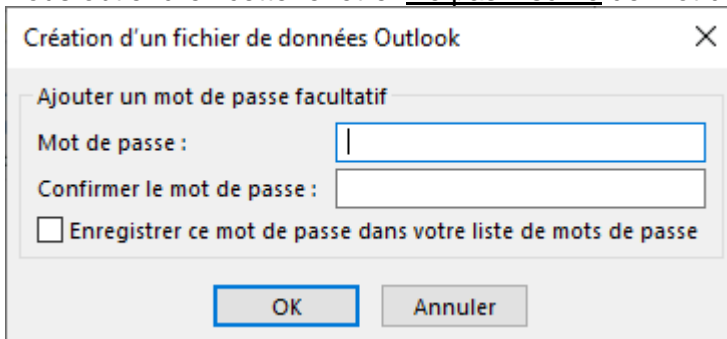 Création d'un fichier de données Outlook
Ajouter un mot de passe facultatif
Mot de passe :
Confirmer le mot de passe :
Enregistrer ce mot de passe dans votre liste de mots de passe
OK
Annuler